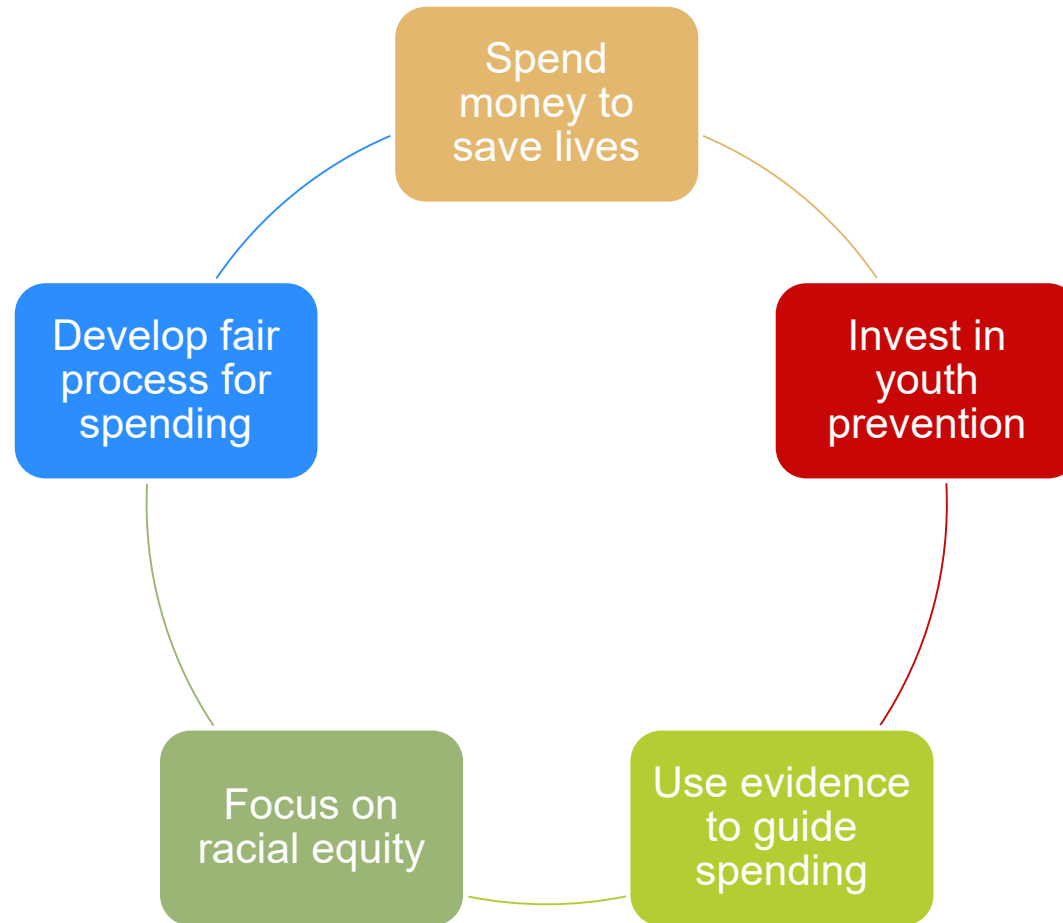 Spend
money to
save lives
Invest in
youth
prevention
Use evidence
to guide
spending
Focus on
racial equity
Develop fair
process for
spending